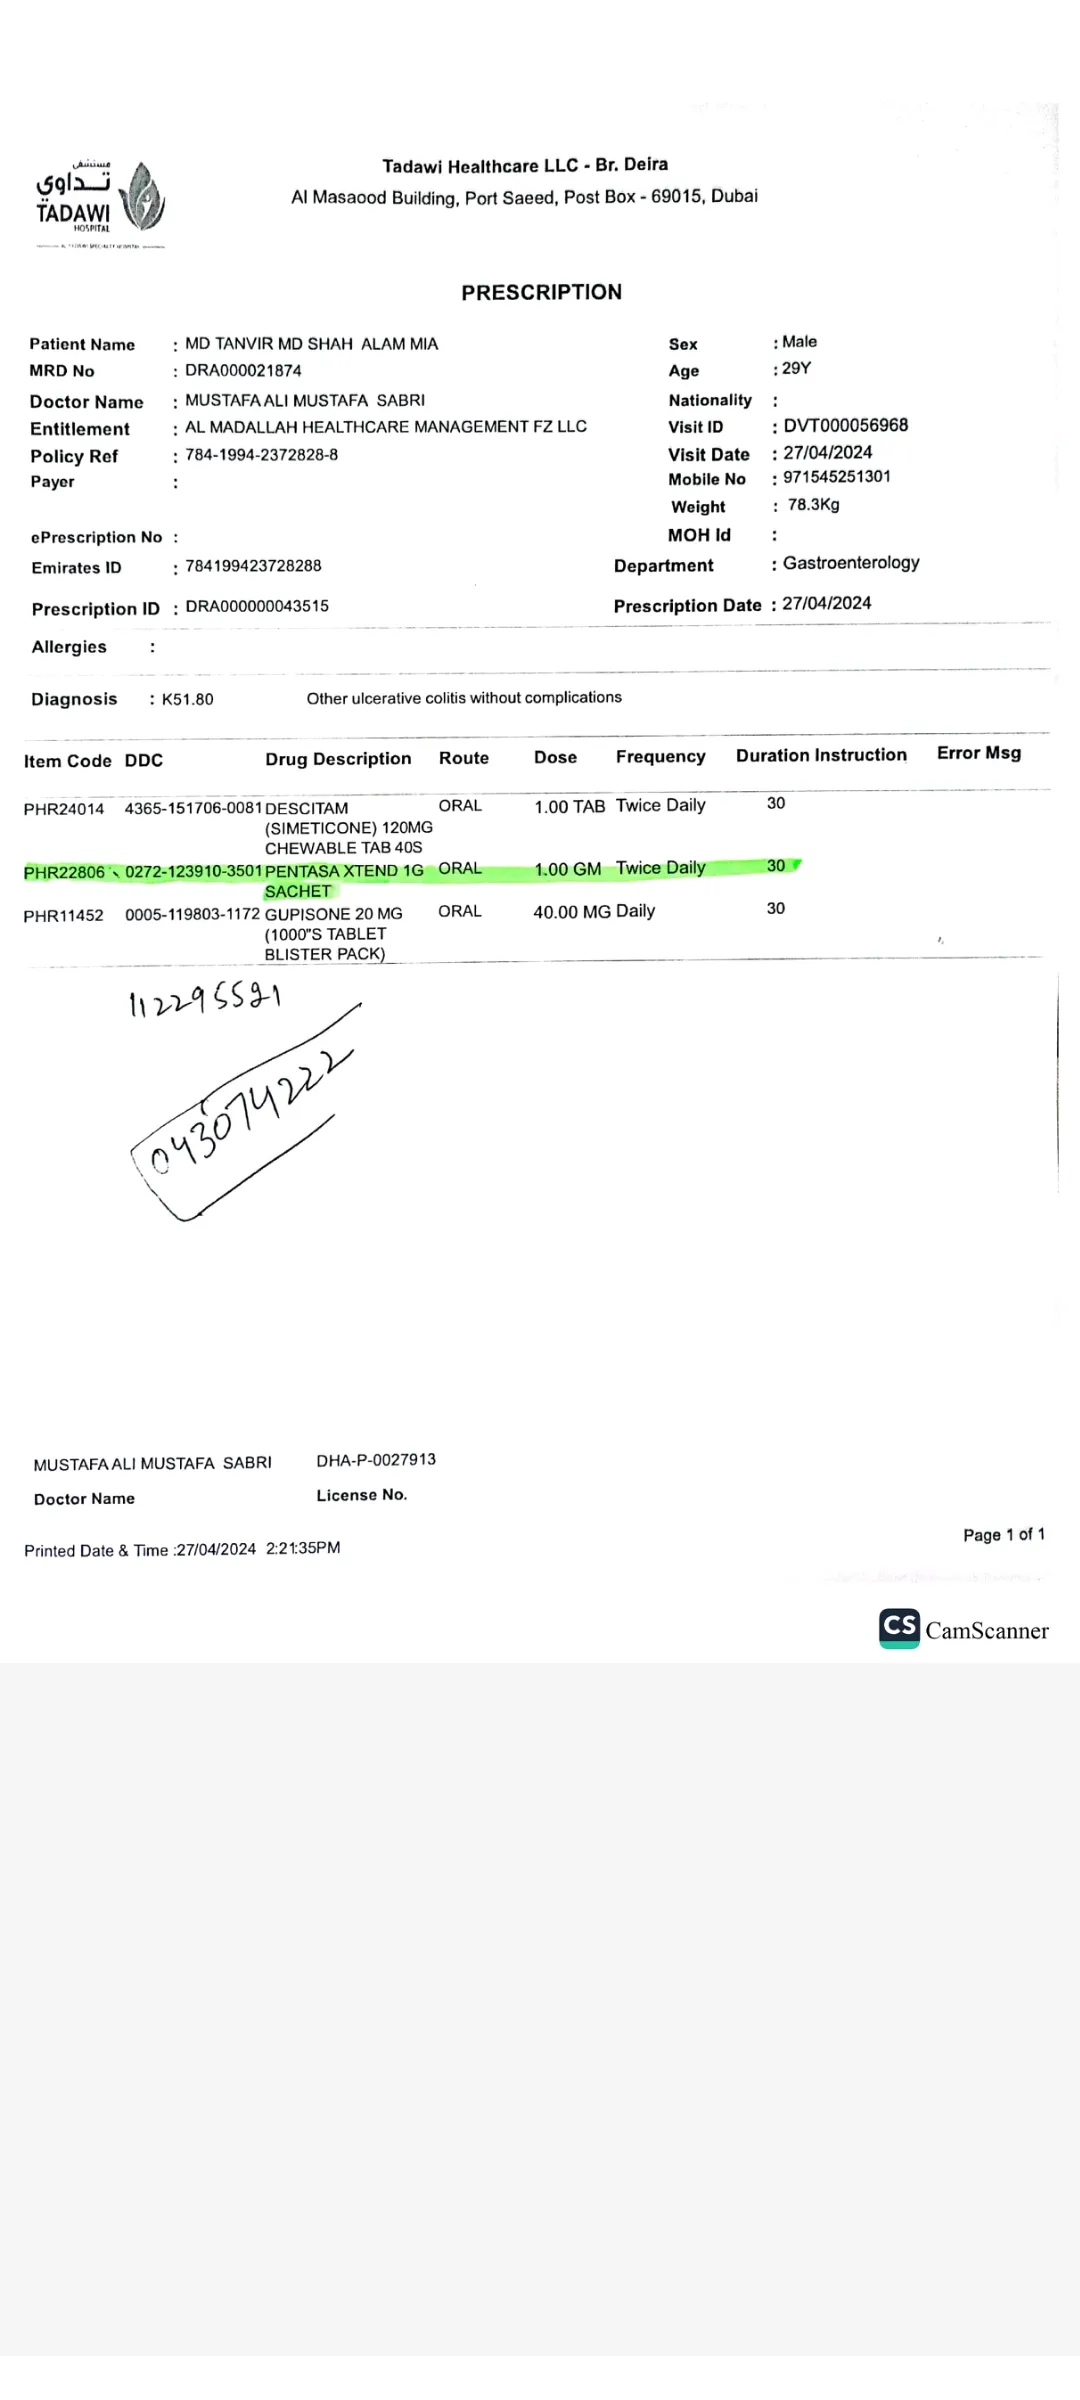 مستشفى
تـداوي
TADAWI
HOSPITAL
Tadawi Healthcare LLC - Br. Deira
Al Masaood Building, Port Saeed, Post Box - 69015, Dubai
PRESCRIPTION
Patient Name : MD TANVIR MD SHAH ALAM MIA Sex : Male
MRD No : DRA000021874 Age : 29Y
Doctor Name : MUSTAFA ALI MUSTAFA SABRI Nationality :
Entitlement : AL MADALLAH HEALTHCARE MANAGEMENT FZ LLC Visit ID : DVT000056968
Policy Ref : 784-1994-2372828-8 Visit Date : 27/04/2024
Payer : Mobile No : 971545251301
Weight : 78.3Kg
ePrescription No : MOH Id :
Emirates ID : 784199423728288 Department : Gastroenterology
Prescription ID : DRA000000043515 Prescription Date : 27/04/2024
Allergies :
Diagnosis : K51.80 Other ulcerative colitis without complications
Item Code DDC Drug Description Route Dose Frequency Duration Instruction Error Msg
PHR24014 4365-151706-0081 DESCITAM ORAL 1.00 TAB Twice Daily 30
(SIMETICONE) 120MG
CHEWABLE TAB 40S
PHR22806 0272-123910-3501 PENTASA XTEND 1G ORAL 1.00 GM Twice Daily 30
SACHET
PHR11452 0005-119803-1172 GUPISONE 20 MG ORAL 40.00 MG Daily 30
(1000"S TABLET
BLISTER PACK)
112295521
043074222
MUSTAFA ALI MUSTAFA SABRI DHA-P-0027913
Doctor Name License No.
Printed Date & Time :27/04/2024 2:21:35PM Page 1 of 1
CS CamScanner